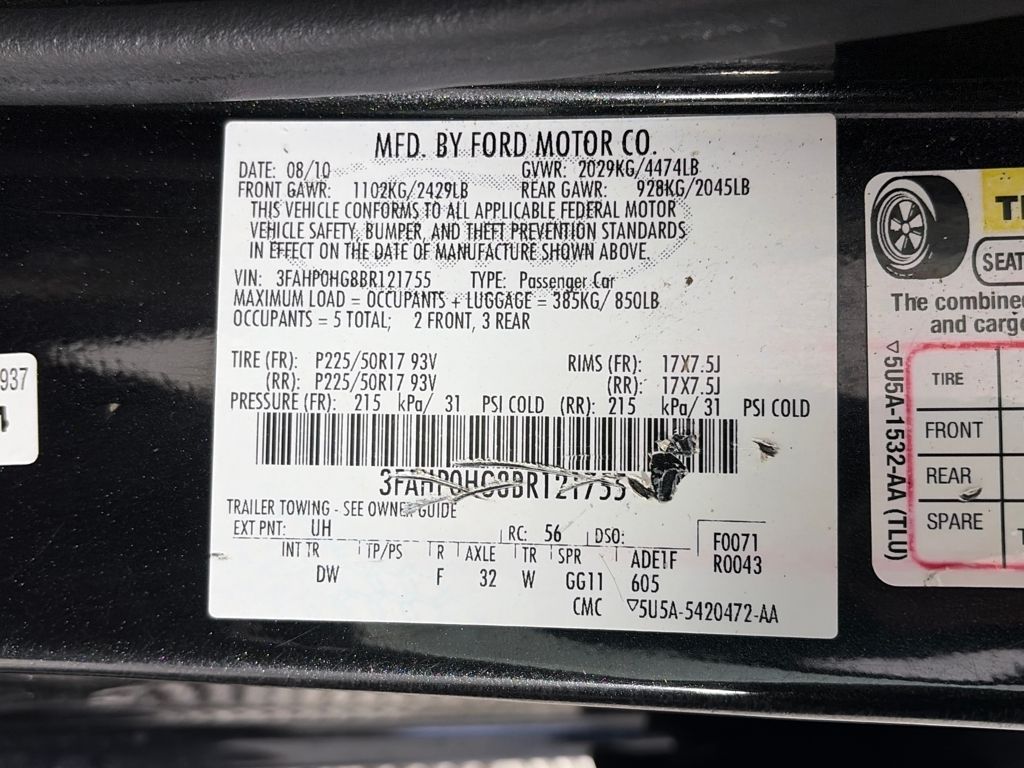 MFD. BY FORD MOTOR CO.
DATE: 08/10 GVWR: 2029KG/4474LB
FRONT GAWR: 1102KG/2429LB REAR GAWR: 928KG/2045LB
THIS VEHICLE CONFORMS TO ALL APPLICABLE FEDERAL MOTOR
VEHICLE SAFETY, BUMPER, AND THEFT PREVENTION STANDARDS
IN EFFECT ON THE DATE OF MANUFACTURE SHOWN ABOVE.
VIN: 3FAHP0HG8BR121755 TYPE: Passenger Car
MAXIMUM LOAD = OCCUPANTS + LUGGAGE = 385KG/ 850LB
OCCUPANTS = 5 TOTAL; 2 FRONT, 3 REAR
TIRE (FR): P225/50R17 93V RIMS (FR): 17X7.5J
(RR): P225/50R17 93V (RR): 17X7.5J
PRESSURE (FR): 215 kPa/ 31 PSI COLD (RR): 215 kPa/ 31 PSI COLD
3FAHP0HG8BR121755
TRAILER TOWING - SEE OWNER GUIDE
EXT PNT: UH RC: 56 DSO: F0071
INT TR TP/PS R AXLE TR SPR ADE1F R0043
DW F 32 W GG11 605
CMC ▽5U5A-5420472-AA
937
SEAT
The combine
and carg
TIRE
FRONT
REAR
SPARE
▽5U5A-1532-AA (TLU)